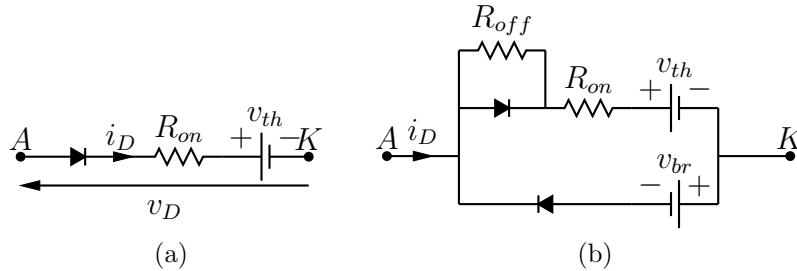 A
i_D
R_on
+
v_th
−
K
v_D
(a)
R_off
R_on
+
v_th
−
A
i_D
K
v_br
−
+
(b)